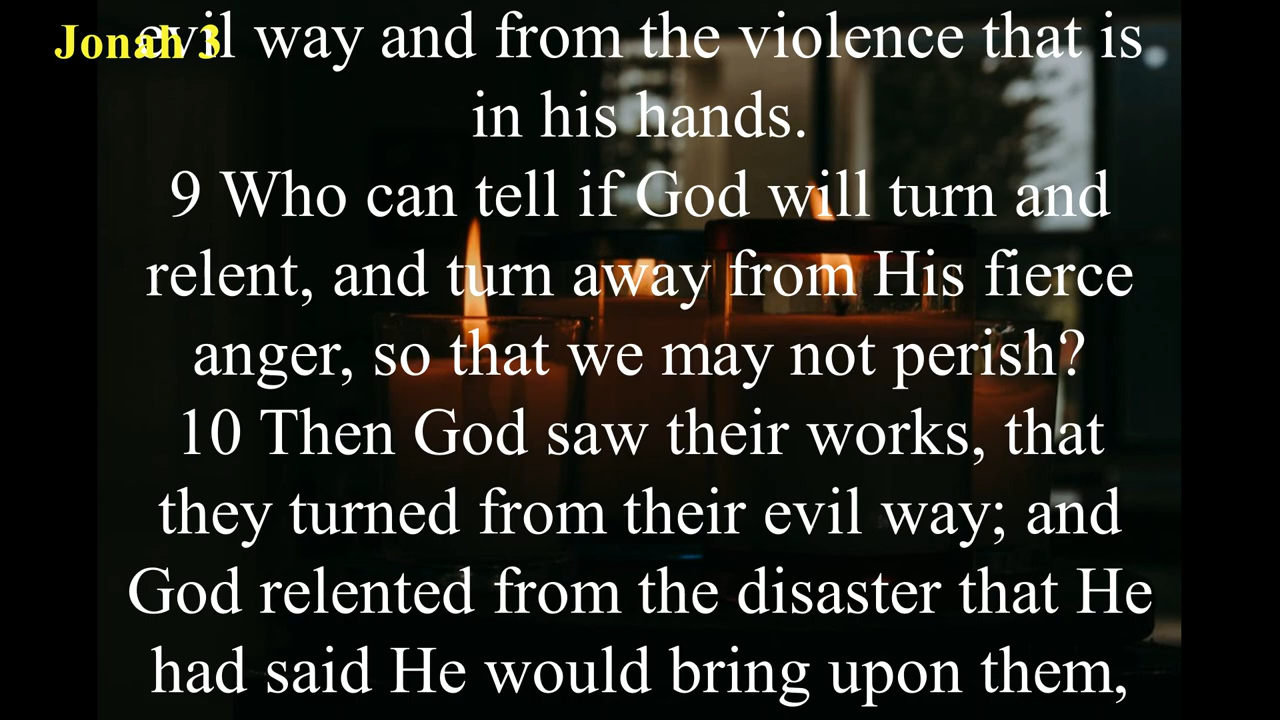 Jonah 3
evil way and from the violence that is
in his hands.
9 Who can tell if God will turn and
relent, and turn away from His fierce
anger, so that we may not perish?
10 Then God saw their works, that
they turned from their evil way; and
God relented from the disaster that He
had said He would bring upon them,